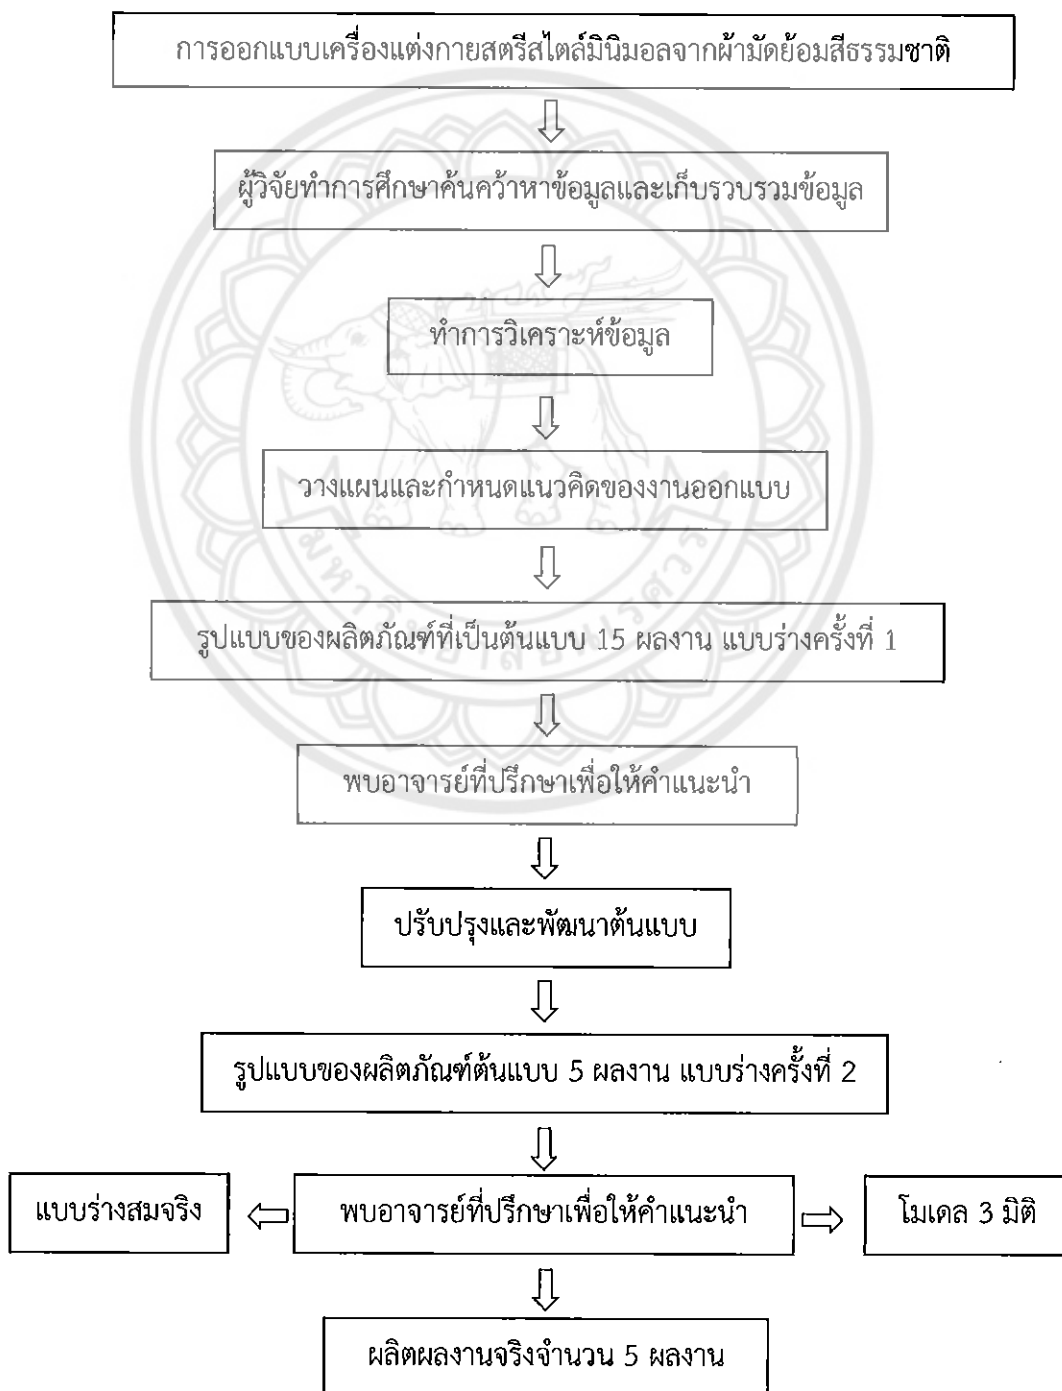 การออกแบบเครื่องแต่งกายสตรีสไตล์มินิมอลจากผ้ามัดย้อมสีธรรมชาติ
ผู้วิจัยทำการศึกษาค้นคว้าหาข้อมูลและเก็บรวบรวมข้อมูล
ทำการวิเคราะห์ข้อมูล
วางแผนและกำหนดแนวคิดของงานออกแบบ
รูปแบบของผลิตภัณฑ์ที่เป็นต้นแบบ 15 ผลงาน แบบร่างครั้งที่ 1
พบอาจารย์ที่ปรึกษาเพื่อให้คำแนะนำ
ปรับปรุงและพัฒนาต้นแบบ
รูปแบบของผลิตภัณฑ์ต้นแบบ 5 ผลงาน แบบร่างครั้งที่ 2
แบบร่างสมจริง
พบอาจารย์ที่ปรึกษาเพื่อให้คำแนะนำ
โมเดล 3 มิติ
ผลิตผลงานจริงจำนวน 5 ผลงาน
มหาวิทยาลัยนเรศวร